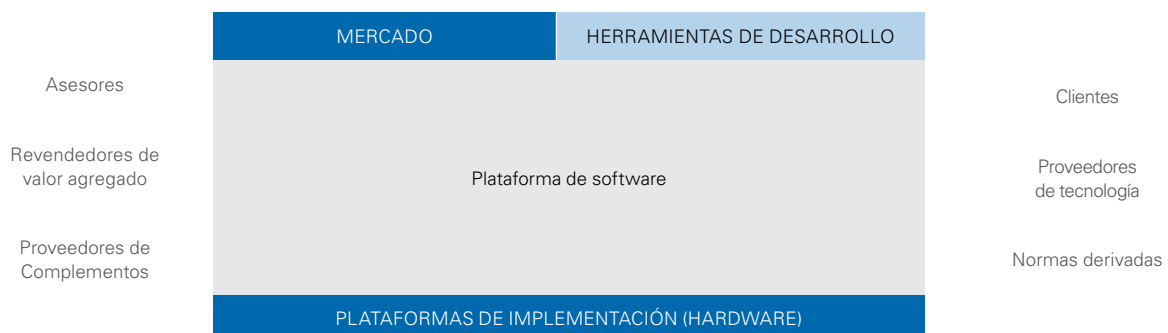 MERCADO
HERRAMIENTAS DE DESARROLLO
Asesores
Revendedores de
valor agregado
Proveedores de
Complementos
Plataforma de software
Clientes
Proveedores
de tecnología
Normas derivadas
PLATAFORMAS DE IMPLEMENTACIÓN (HARDWARE)